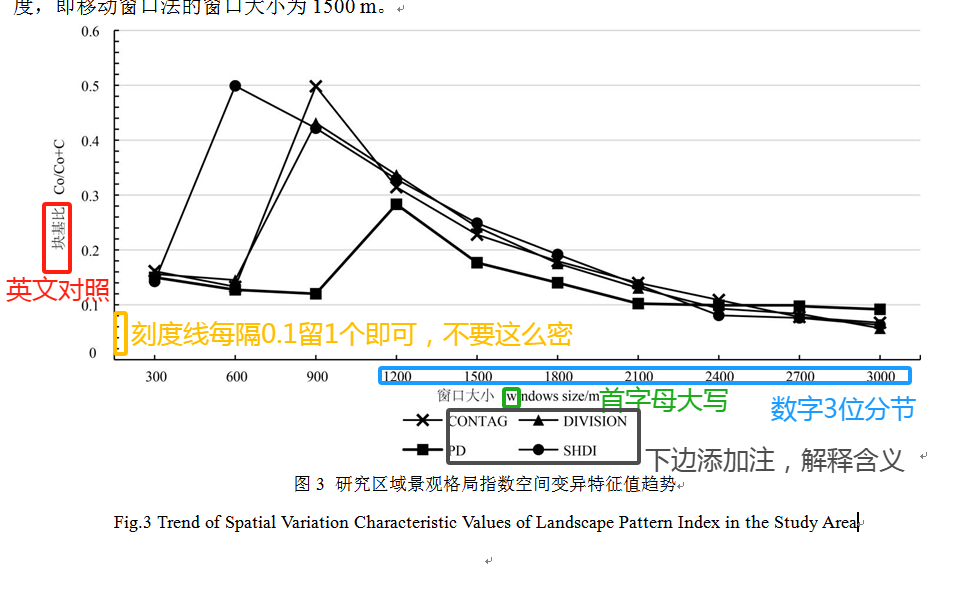 度，即移动窗口法的窗口大小为 1500 m。
0.6
0.5
0.4
0.3
0.2
0.1
0
块基比 Co/Co+C
英文对照
刻度线每隔0.1留1个即可，不要这么密
300 600 900 1200 1500 1800 2100 2400 2700 3000
窗口大小 windows size/m
首字母大写
数字3位分节
CONTAG DIVISION
PD SHDI
下边添加注，解释含义
图 3 研究区域景观格局指数空间变异特征值趋势
Fig.3 Trend of Spatial Variation Characteristic Values of Landscape Pattern Index in the Study Area